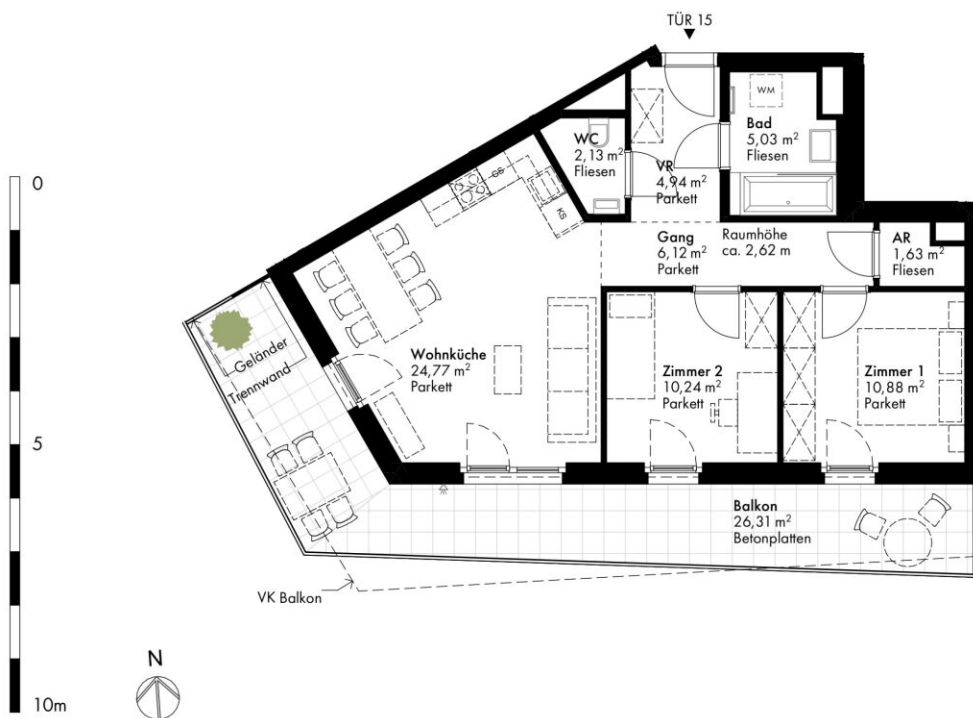 TÜR 15
WM
Bad
5,03 m²
Fliesen
WC
2,13 m²
Fliesen
VR
4,94 m²
Parkett
GS
KS
Gang
6,12 m²
Parkett
Raumhöhe
ca. 2,62 m
AR
1,63 m²
Fliesen
0
Geländer
Trennwand
Wohnküche
24,77 m²
Parkett
Zimmer 2
10,24 m²
Parkett
Zimmer 1
10,88 m²
Parkett
5
Balkon
26,31 m²
Betonplatten
VK Balkon
N
10m